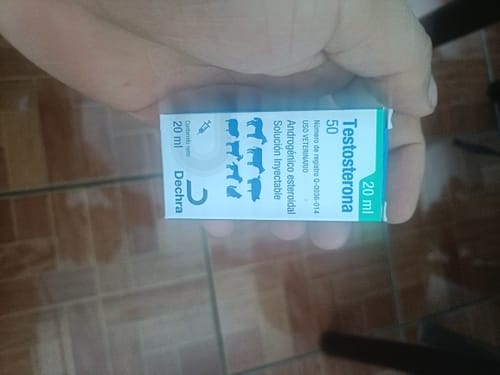 20 ml
Testosterona
50
Número de registro Q-0036-014
USO VETERINARIO
Androgénico esteroidal
Solución Inyectable
Contenido neto:
20 ml
Dechra